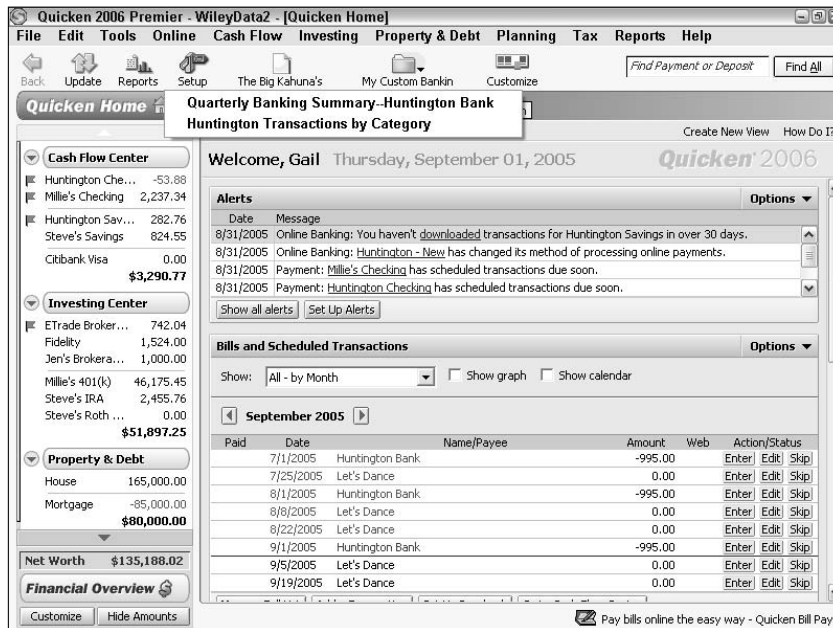 Quicken 2006 Premier - WileyData2 - [Quicken Home]
File Edit Tools Online Cash Flow Investing Property & Debt Planning Tax Reports Help
Back Update Reports Setup The Big Kahuna's My Custom Bankin Customize
Find Payment or Deposit Find All
Quicken Home
Quarterly Banking Summary--Huntington Bank
Huntington Transactions by Category
Create New View How Do I?
Cash Flow Center
Huntington Che... -53.88
Millie's Checking 2,237.34
Huntington Sav... 282.76
Steve's Savings 824.55
Citibank Visa 0.00
$3,290.77
Investing Center
ETrade Broker... 742.04
Fidelity 1,524.00
Jen's Brokera... 1,000.00
Millie's 401(k) 46,175.45
Steve's IRA 2,455.76
Steve's Roth ... 0.00
$51,897.25
Property & Debt
House 165,000.00
Mortgage -85,000.00
$80,000.00
Net Worth $135,188.02
Financial Overview
Customize Hide Amounts
Welcome, Gail Thursday, September 01, 2005 Quicken 2006
Alerts Options
Date Message
8/31/2005 Online Banking: You haven't downloaded transactions for Huntington Savings in over 30 days.
8/31/2005 Online Banking: Huntington - New has changed its method of processing online payments.
8/31/2005 Payment: Millie's Checking has scheduled transactions due soon.
8/31/2005 Payment: Huntington Checking has scheduled transactions due soon.
Show all alerts Set Up Alerts
Bills and Scheduled Transactions Options
Show: All - by Month Show graph Show calendar
September 2005
Paid Date Name/Payee Amount Web Action/Status
7/1/2005 Huntington Bank -995.00 Enter Edit Skip
7/25/2005 Let's Dance 0.00 Enter Edit Skip
8/1/2005 Huntington Bank -995.00 Enter Edit Skip
8/8/2005 Let's Dance 0.00 Enter Edit Skip
8/22/2005 Let's Dance 0.00 Enter Edit Skip
9/1/2005 Huntington Bank -995.00 Enter Edit Skip
9/5/2005 Let's Dance 0.00 Enter Edit Skip
9/19/2005 Let's Dance 0.00 Enter Edit Skip
Pay bills online the easy way - Quicken Bill Pay